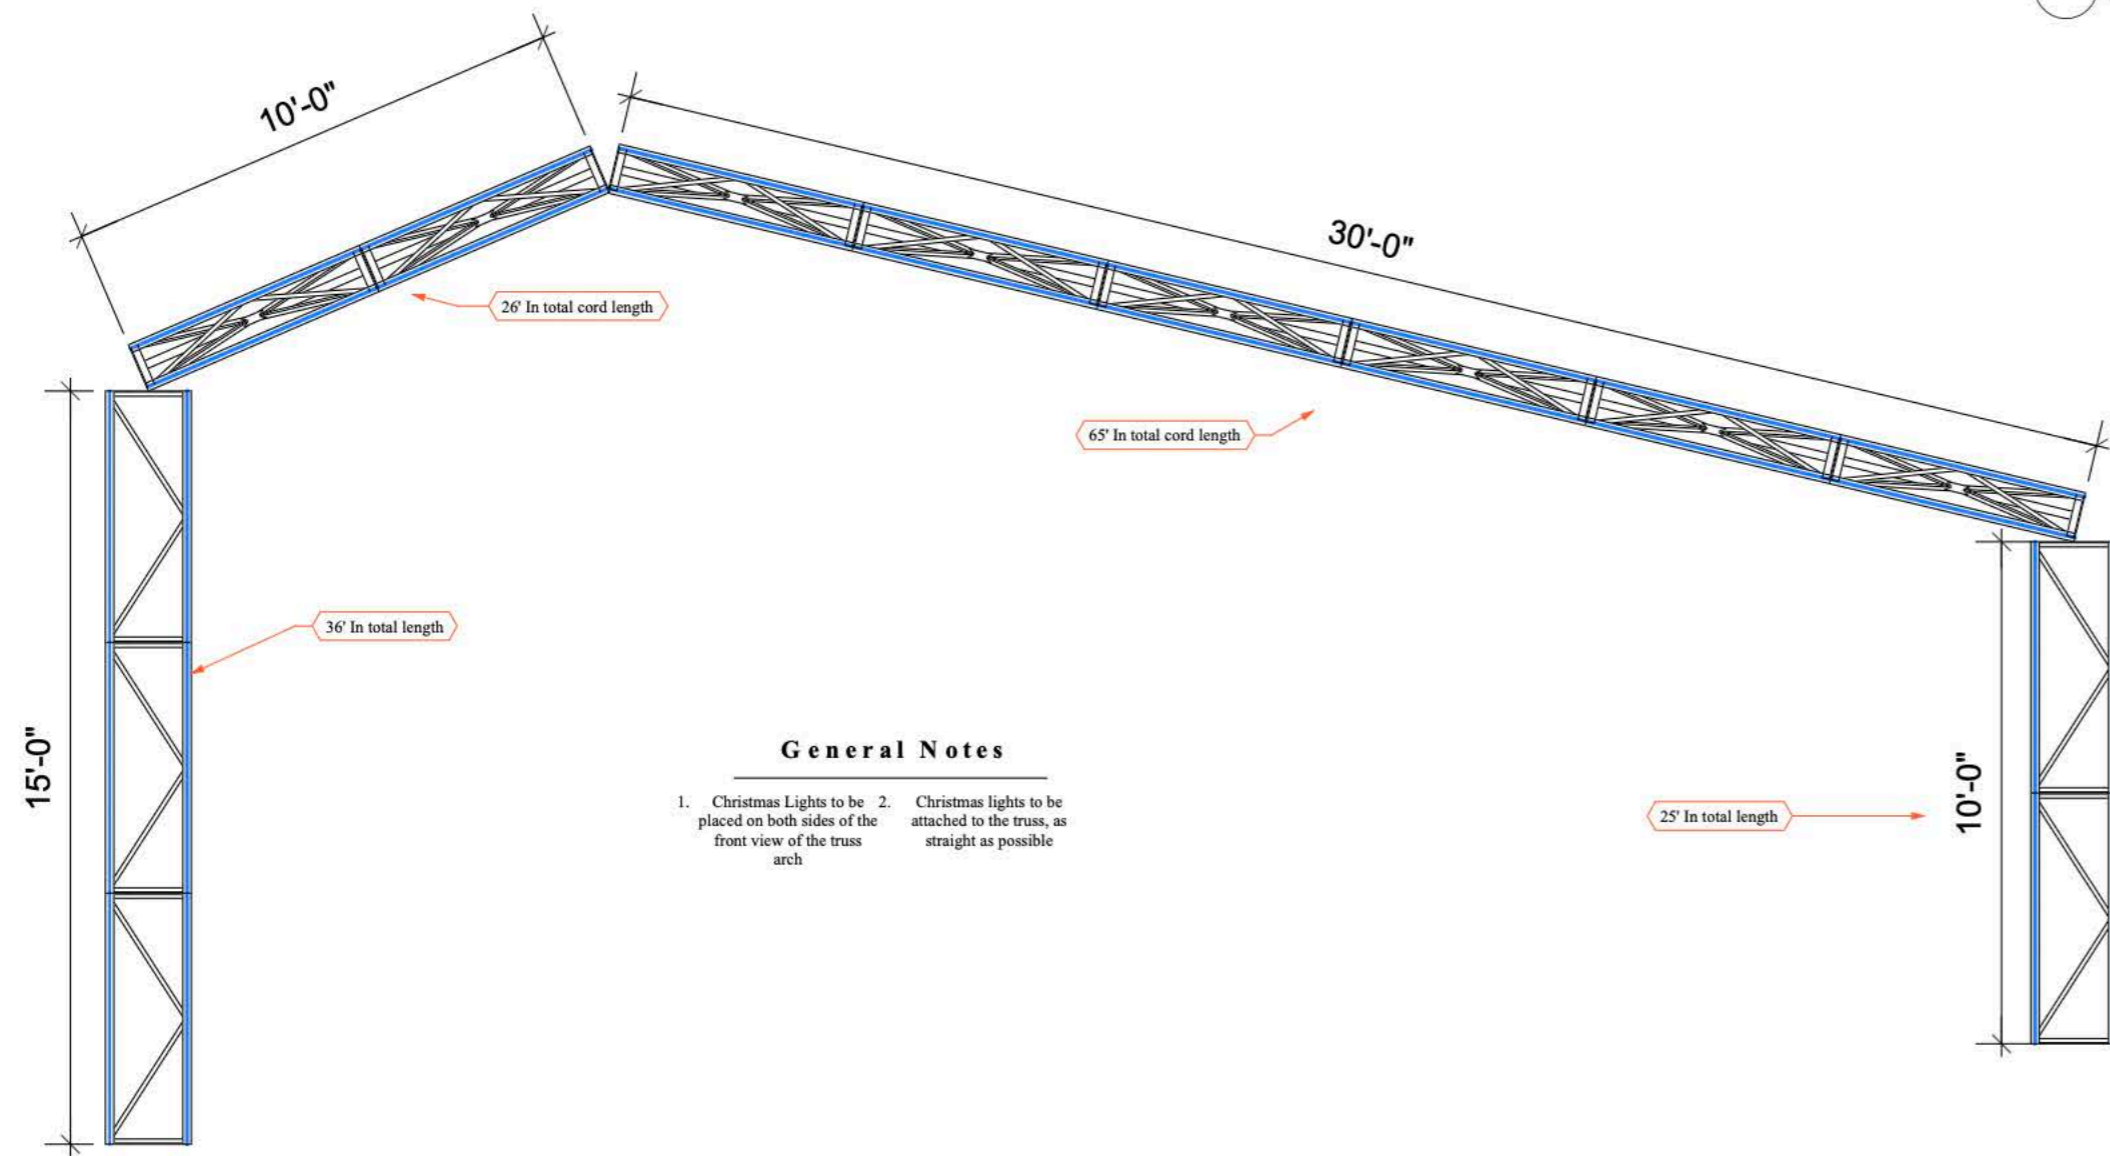 10'-0"
30'-0"
26' In total cord length
65' In total cord length
36' In total length
15'-0"
General Notes
1. Christmas Lights to be
placed on both sides of the
front view of the truss
arch
2. Christmas lights to be
attached to the truss, as
straight as possible
25' In total length
10'-0"